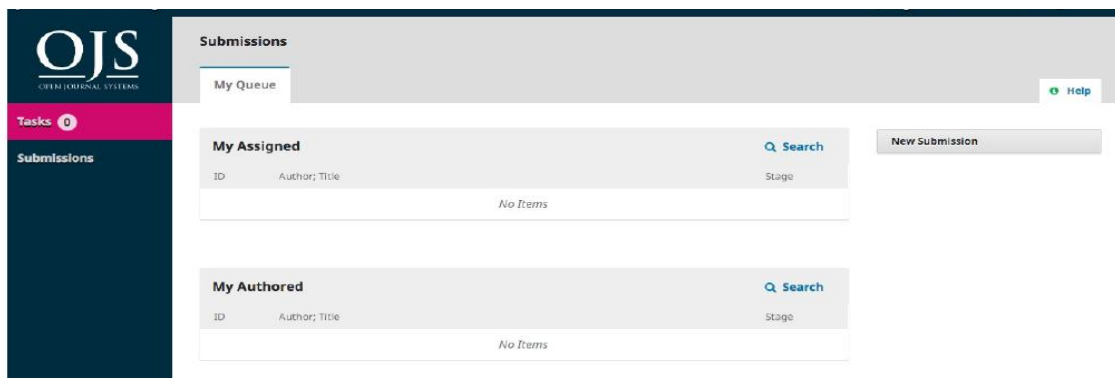 OJS
OPEN JOURNAL SYSTEMS
Tasks 0
Submissions
Submissions
My Queue
Help
My Assigned
Search
ID Author; Title Stage
No Items
New Submission
My Authored
Search
ID Author; Title Stage
No Items